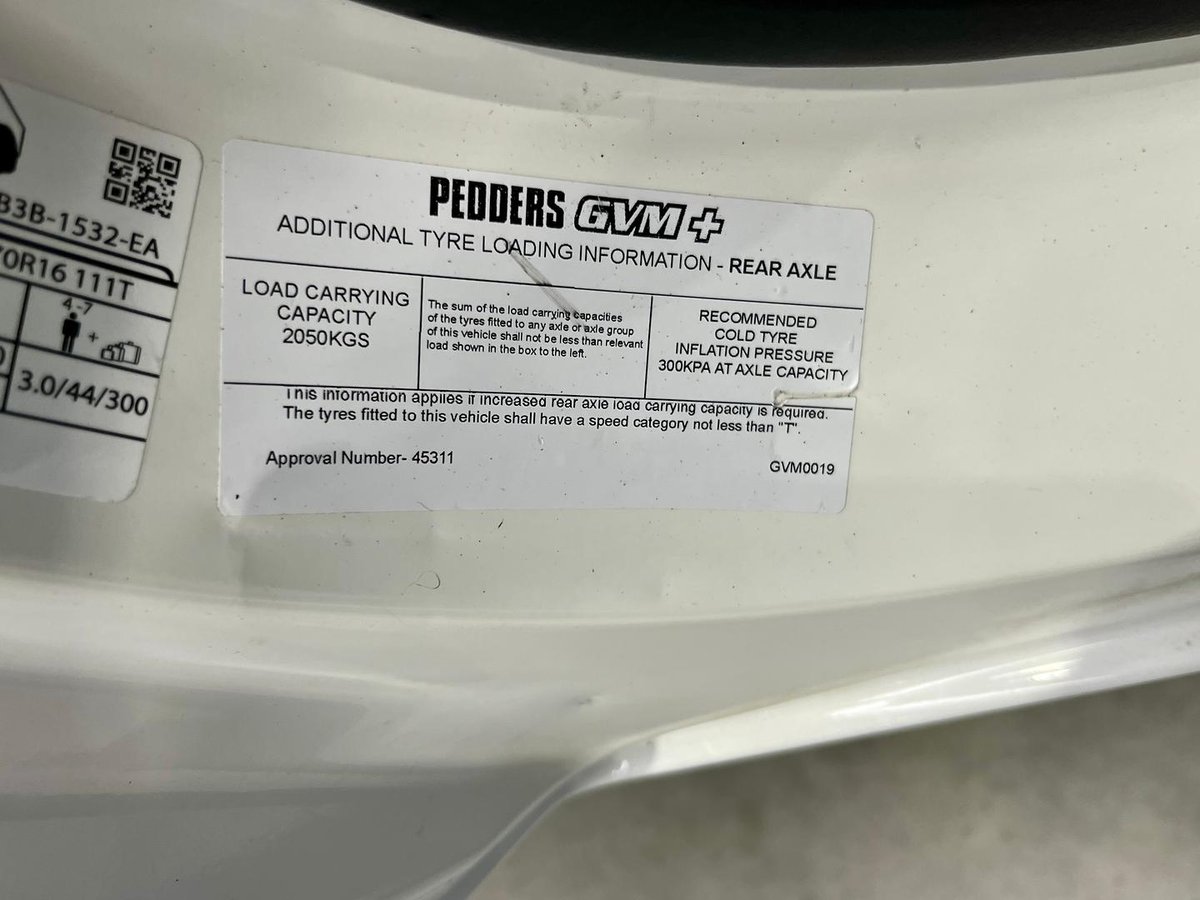 B3B-1532-EA
70R16 111T
4-7
+
3.0/44/300
PEDDERS GVM+
ADDITIONAL TYRE LOADING INFORMATION - REAR AXLE
LOAD CARRYING
CAPACITY
2050KGS
The sum of the load carrying capacities
of the tyres fitted to any axle or axle group
of this vehicle shall not be less than relevant
load shown in the box to the left.
RECOMMENDED
COLD TYRE
INFLATION PRESSURE
300KPA AT AXLE CAPACITY
This information applies if increased rear axle load carrying capacity is required.
The tyres fitted to this vehicle shall have a speed category not less than "T".
Approval Number- 45311
GVM0019